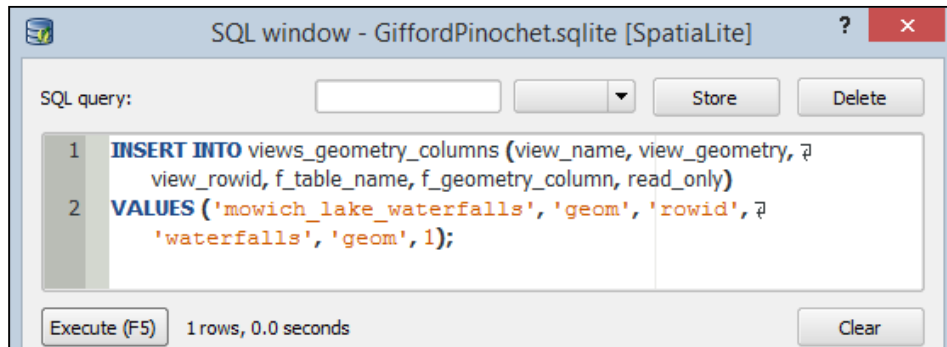 SQL window - GiffordPinochet.sqlite [SpatiaLite] ? ×
SQL query: Store Delete
1 INSERT INTO views_geometry_columns (view_name, view_geometry,
view_rowid, f_table_name, f_geometry_column, read_only)
2 VALUES ('mowich_lake_waterfalls', 'geom', 'rowid',
'waterfalls', 'geom', 1);
Execute (F5) 1 rows, 0.0 seconds Clear